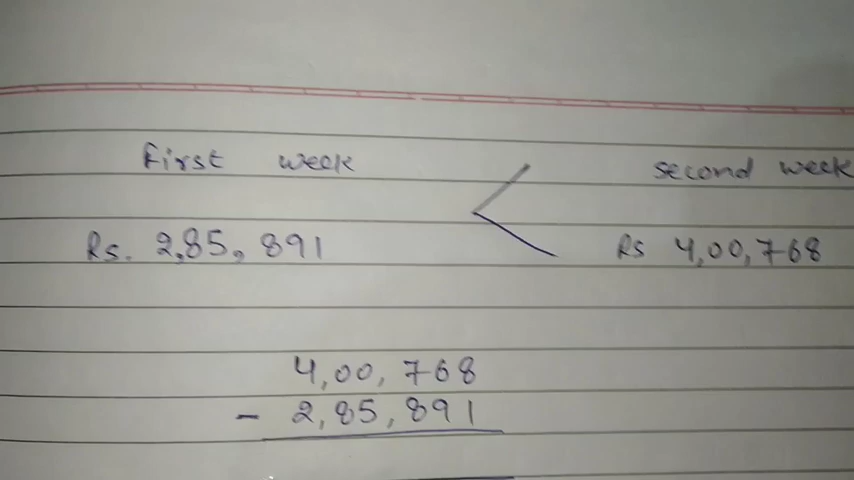 First week < second week
Rs. 2,85,891 Rs 4,00,768
4,00,768
- 2,85,891